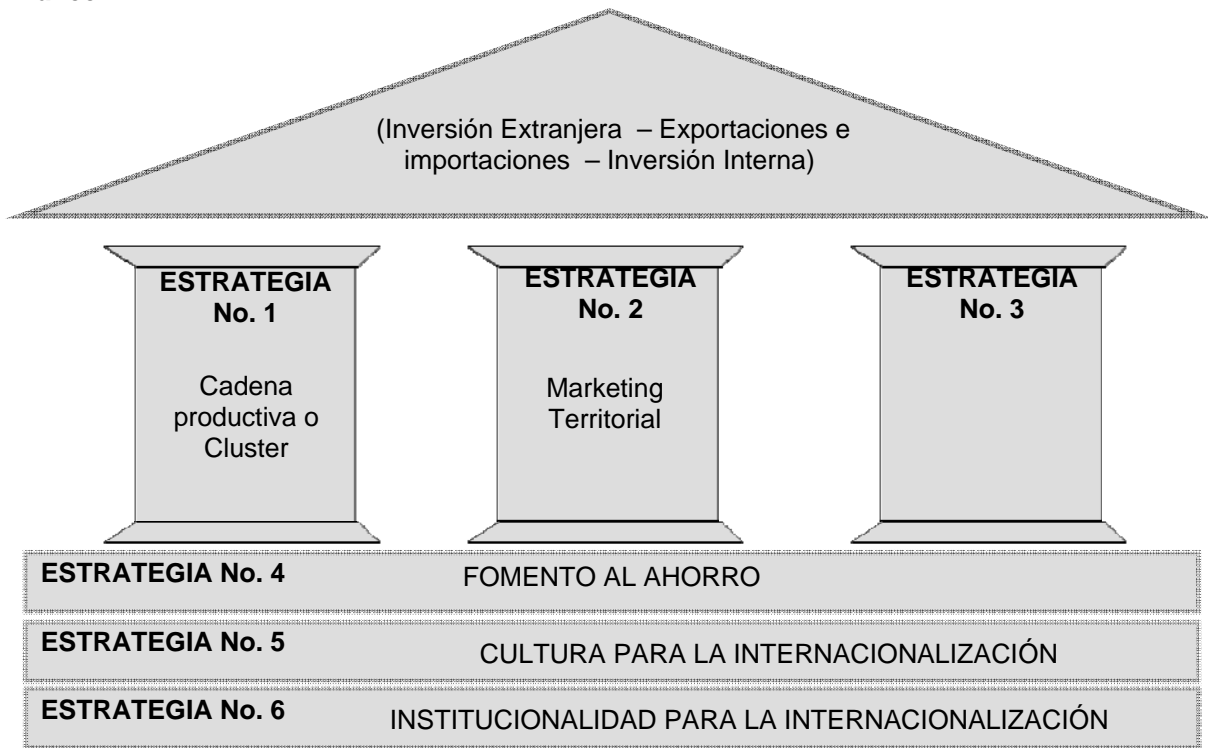 (Inversión Extranjera – Exportaciones e
importaciones – Inversión Interna)
ESTRATEGIA
No. 1
Cadena
productiva o
Cluster
ESTRATEGIA
No. 2
Marketing
Territorial
ESTRATEGIA
No. 3
ESTRATEGIA No. 4 FOMENTO AL AHORRO
ESTRATEGIA No. 5 CULTURA PARA LA INTERNACIONALIZACIÓN
ESTRATEGIA No. 6 INSTITUCIONALIDAD PARA LA INTERNACIONALIZACIÓN